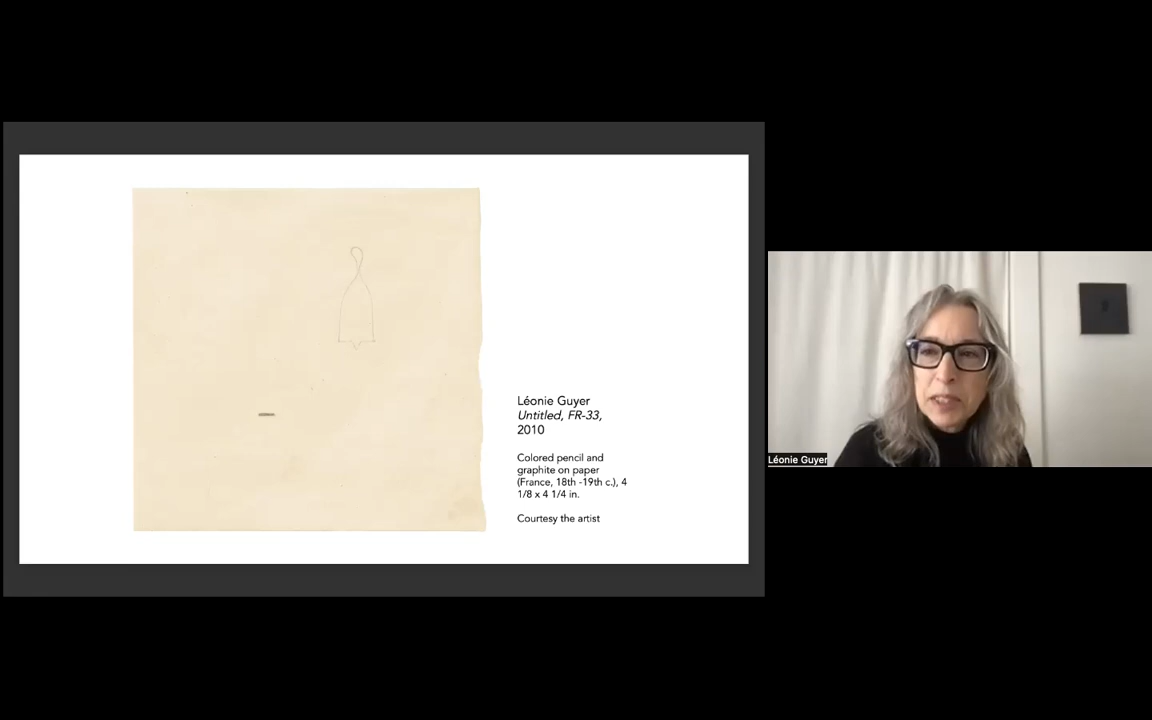 Léonie Guyer
Untitled, FR-33,
2010
Colored pencil and
graphite on paper
(France, 18th -19th c.), 4
1/8 x 4 1/4 in.
Courtesy the artist
Léonie Guyer